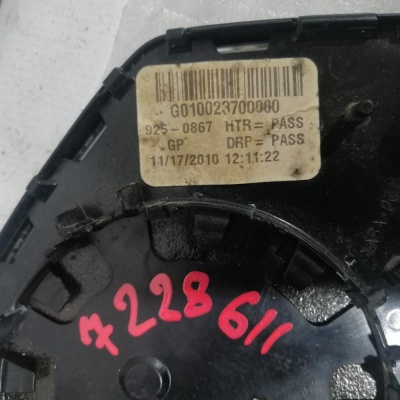 G010023700000
925-0867 HTR= PASS
GP DRP= PASS
11/17/2010 12:11:22
7228611